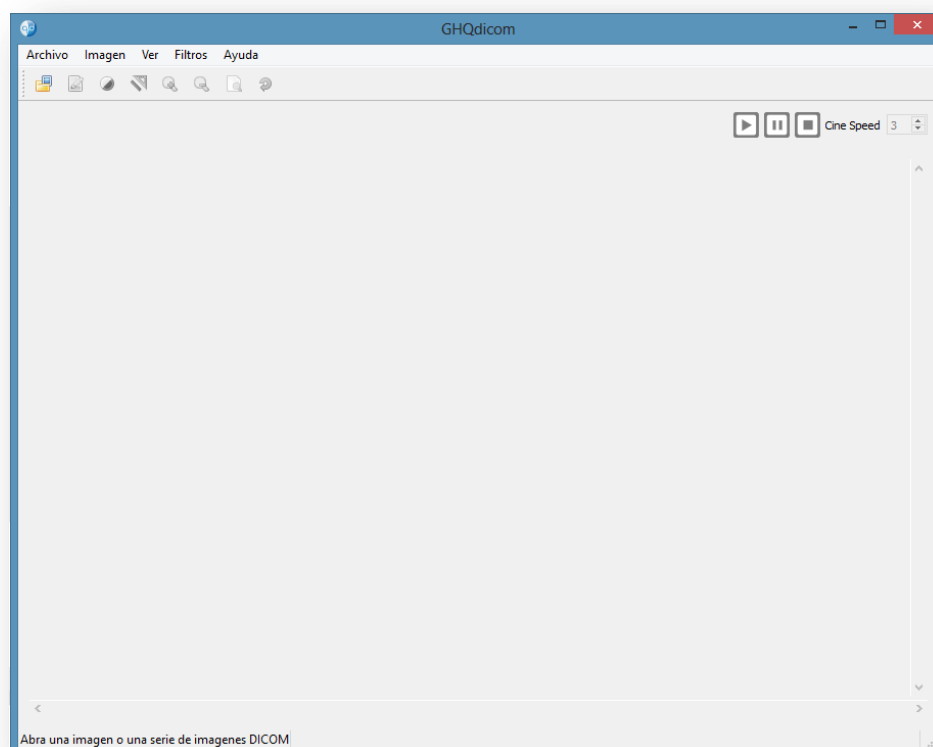 GHQdicom
Archivo Imagen Ver Filtros Ayuda
Cine Speed 3
Abra una imagen o una serie de imagenes DICOM